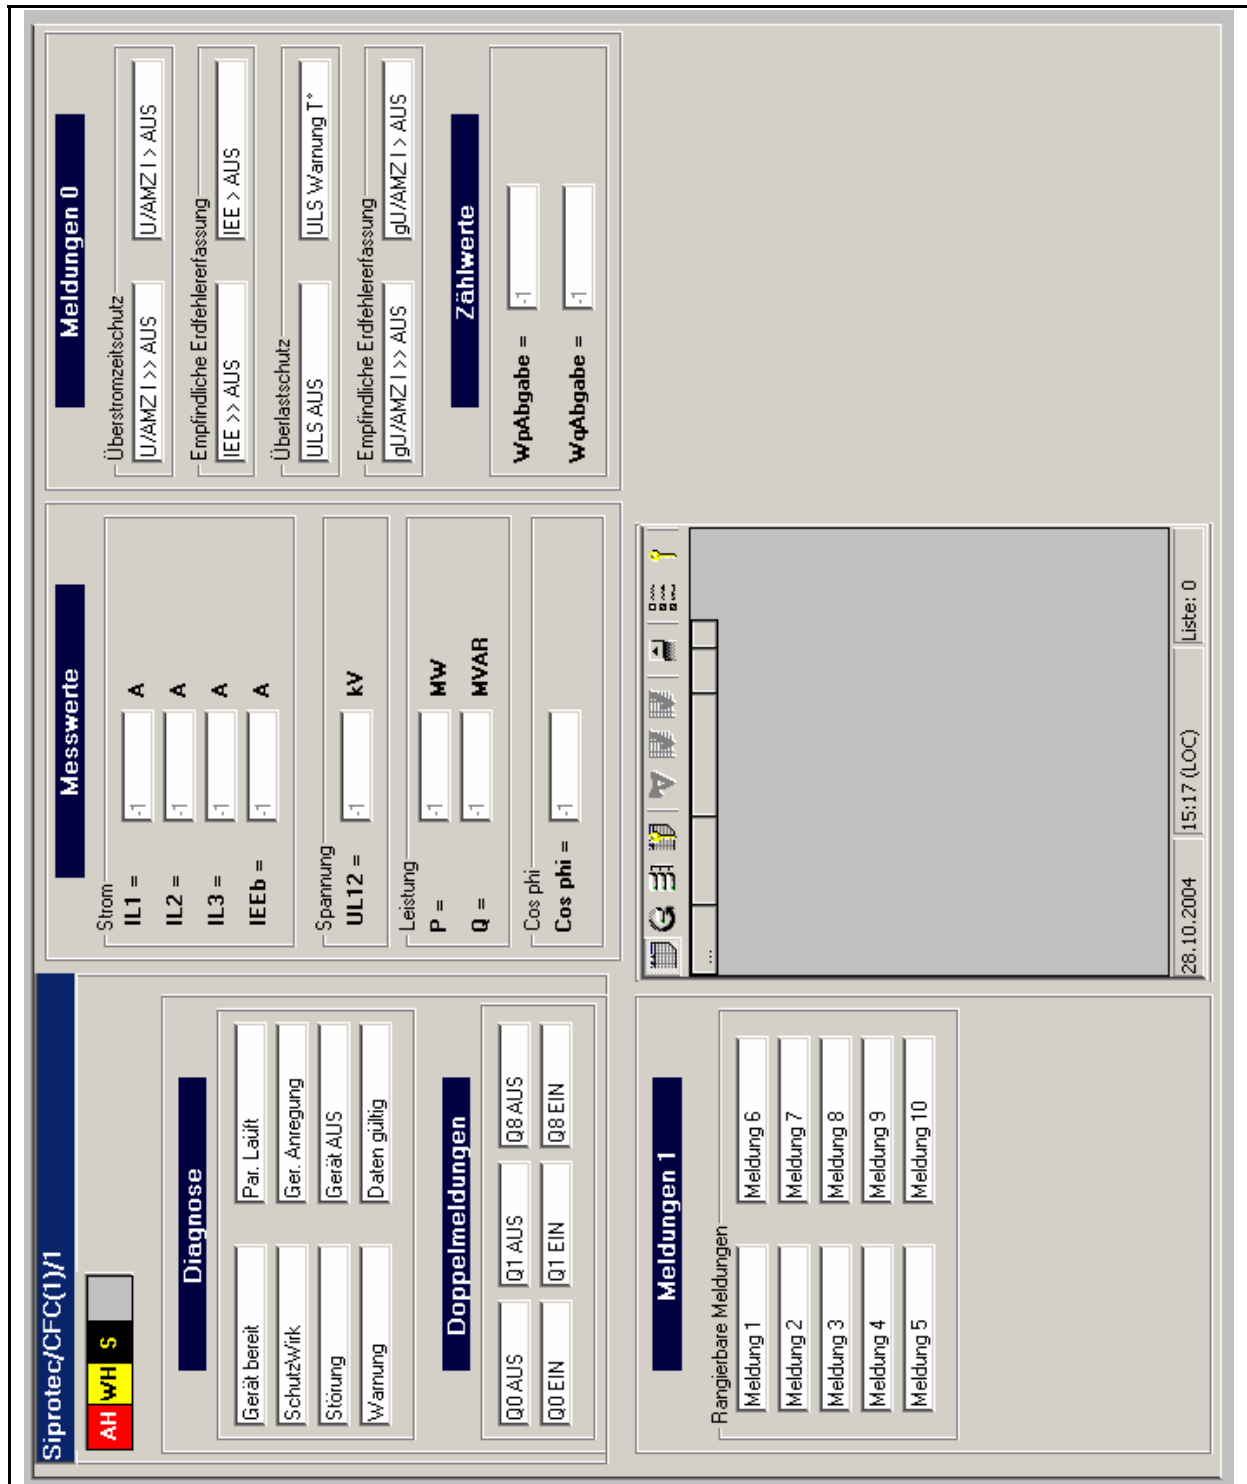 Siprotec/CFC(1)/1
AH WH S
Diagnose
Gerät bereit Par. Läuft
SchutzWirk Ger. Anregung
Störung Gerät AUS
Warnung Daten gültig
Doppelmeldungen
Q0 AUS Q1 AUS Q8 AUS
Q0 EIN Q1 EIN Q8 EIN
Messwerte
Strom
IL1 = -1 A
IL2 = -1 A
IL3 = -1 A
IEEb = -1 A
Spannung
UL12 = -1 kV
Leistung
P = -1 MW
Q = -1 MVAR
Cos phi
Cos phi = -1
Meldungen 0
Überstromzeitschutz
U/AMZ I >> AUS U/AMZ I > AUS
Empfindliche Erdfehlererfassung
IEE >> AUS IEE > AUS
Überlastschutz
ULS AUS ULS Warnung T°
Empfindliche Erdfehlererfassung
gU/AMZ I >> AUS gU/AMZ I > AUS
Zählwerte
WpAbgabe = -1
WqAbgabe = -1
Meldungen 1
Rangierbare Meldungen
Meldung 1 Meldung 6
Meldung 2 Meldung 7
Meldung 3 Meldung 8
Meldung 4 Meldung 9
Meldung 5 Meldung 10
...
28.10.2004 15:17 (LOC) Liste: 0